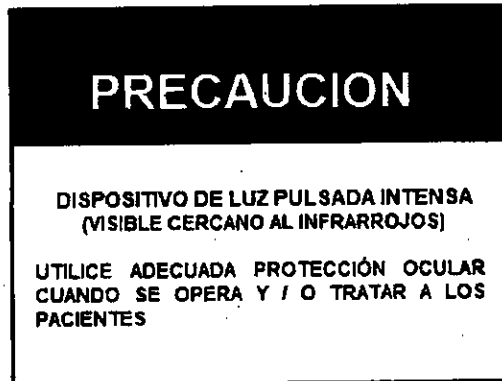 PRECAUCION
DISPOSITIVO DE LUZ PULSADA INTENSA
(VISIBLE CERCANO AL INFRARROJOS)
UTILICE ADECUADA PROTECCIÓN OCULAR
CUANDO SE OPERA Y / O TRATAR A LOS
PACIENTES